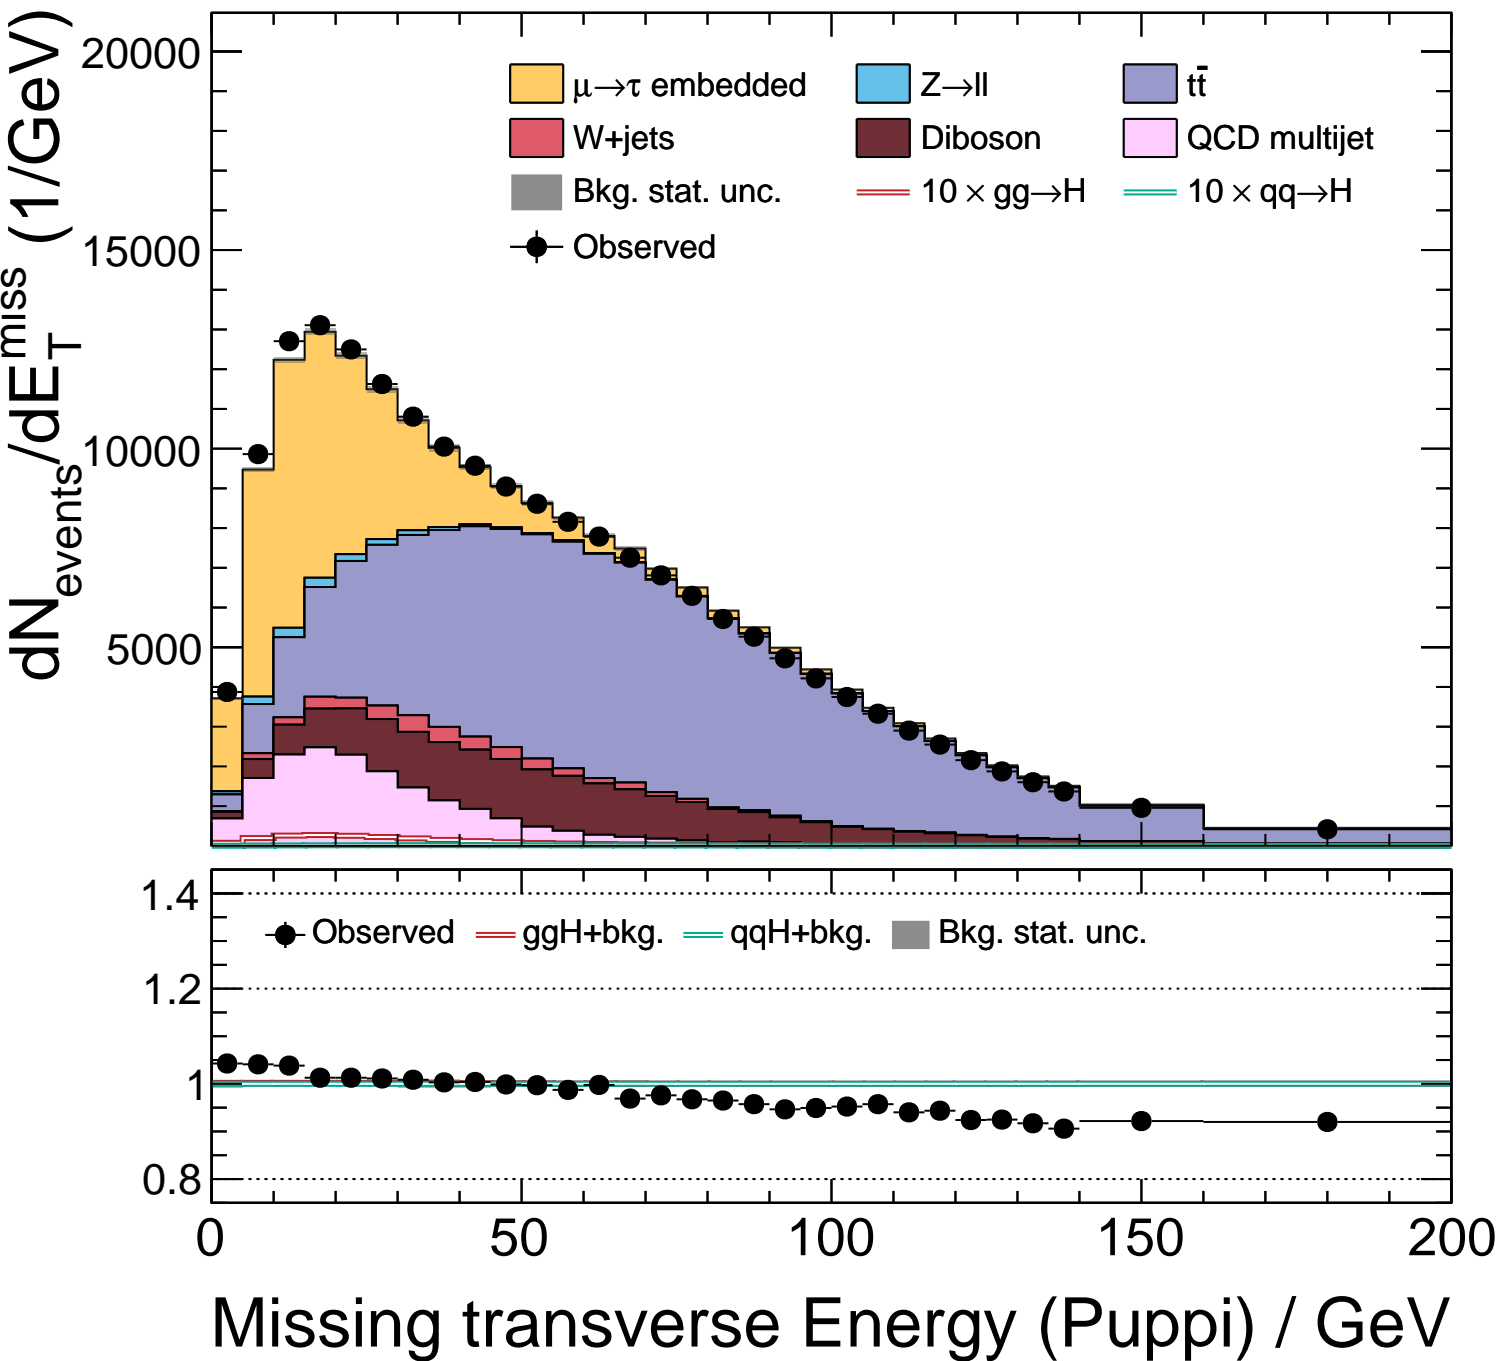 dN_events/dE_T^miss (1/GeV)
20000
15000
10000
5000
μ→τ embedded Z→ll tt̄
W+jets Diboson QCD multijet
Bkg. stat. unc. 10 × gg→H 10 × qq→H
Observed
1.4
1.2
1
0.8
Observed ggH+bkg. qqH+bkg. Bkg. stat. unc.
0 50 100 150 200
Missing transverse Energy (Puppi) / GeV